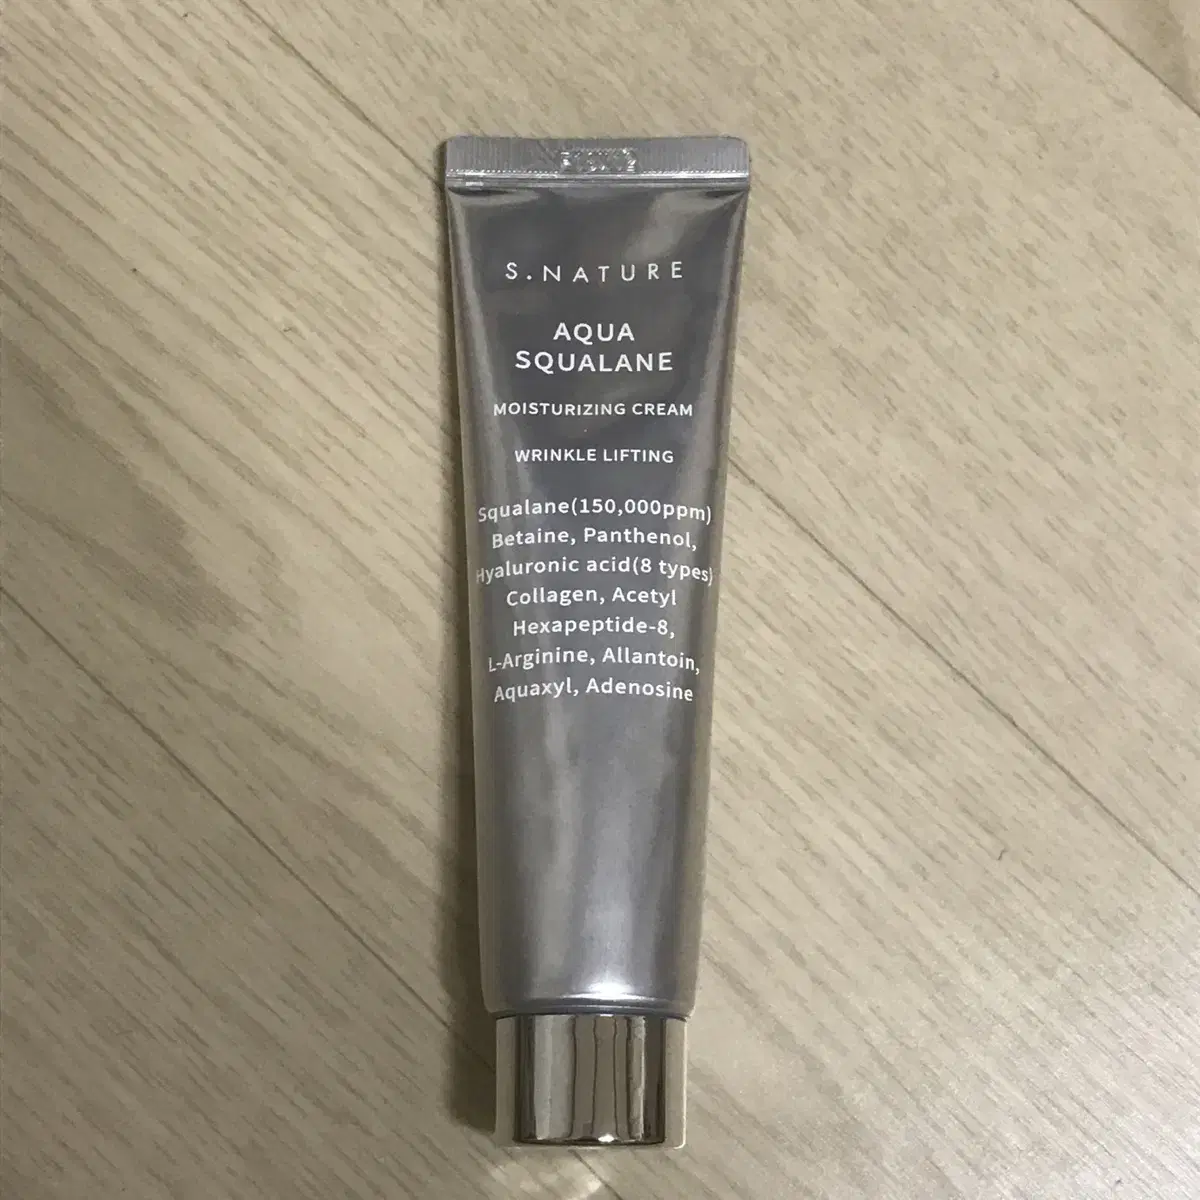 S.NATURE
AQUA
SQUALANE
MOISTURIZING CREAM
WRINKLE LIFTING
Squalane(150,000ppm)
Betaine, Panthenol,
Hyaluronic acid(8 types)
Collagen, Acetyl
Hexapeptide-8,
L-Arginine, Allantoin,
Aquaxyl, Adenosine